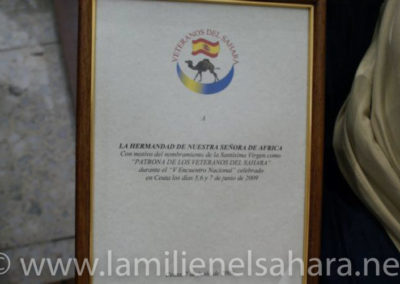 VETERANOS DEL SAHARA
A
LA HERMANDAD DE NUESTRA SEÑORA DE AFRICA
Con motivo del nombramiento de la Santísima Virgen como
"PATRONA DE LOS VETERANOS DEL SAHARA"
durante el "V Encuentro Nacional" celebrado
en Ceuta los días 5,6 y 7 de junio de 2009
© www.lamilienelsahara.net